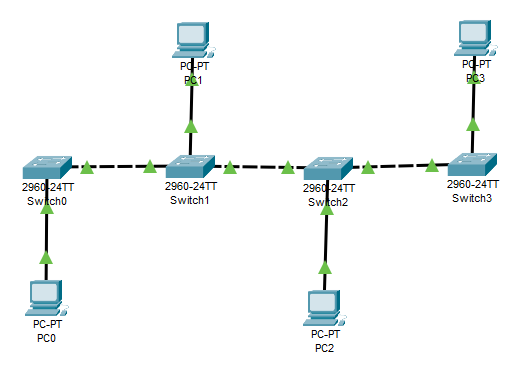 PC-PT
PC1
PC-PT
PC3
2960-24TT
Switch0
2960-24TT
Switch1
2960-24TT
Switch2
2960-24TT
Switch3
PC-PT
PC0
PC-PT
PC2